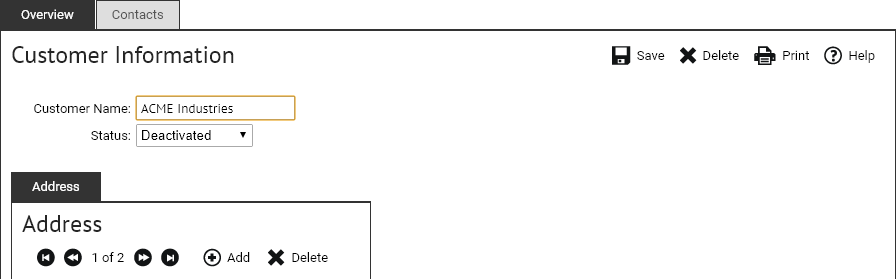 Overview Contacts
Customer Information Save Delete Print Help
Customer Name: ACME Industries
Status: Deactivated
Address
Address
1 of 2 Add Delete